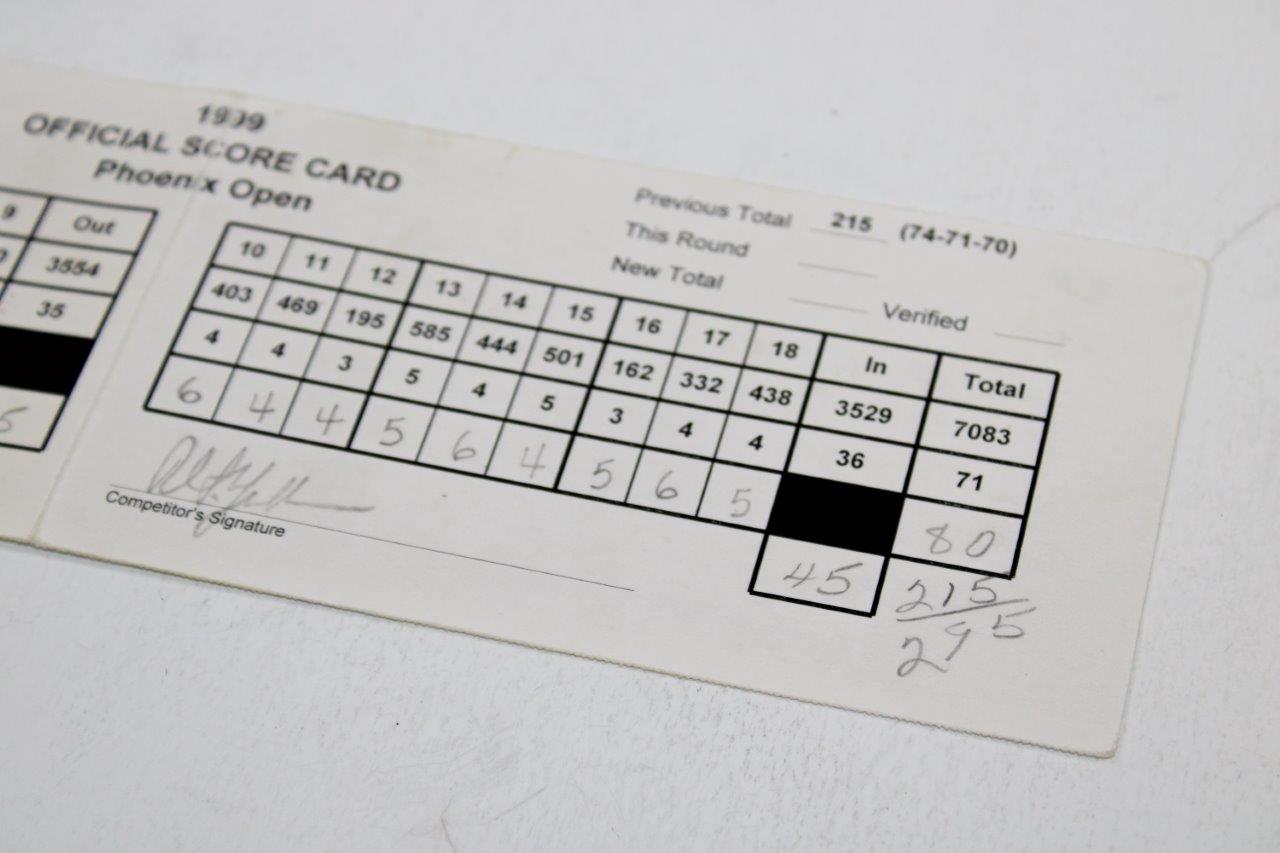 1999
OFFICIAL SCORE CARD
Phoenix Open
Previous Total 215 (74-71-70)
This Round
New Total
Verified
9 Out
3554
35
5
10 11 12 13 14 15 16 17 18 In Total
403 469 195 585 444 501 162 332 438 3529 7083
4 4 3 5 4 5 3 4 4 36 71
6 4 4 5 6 4 5 6 5 80
45 215
295
Competitor's Signature